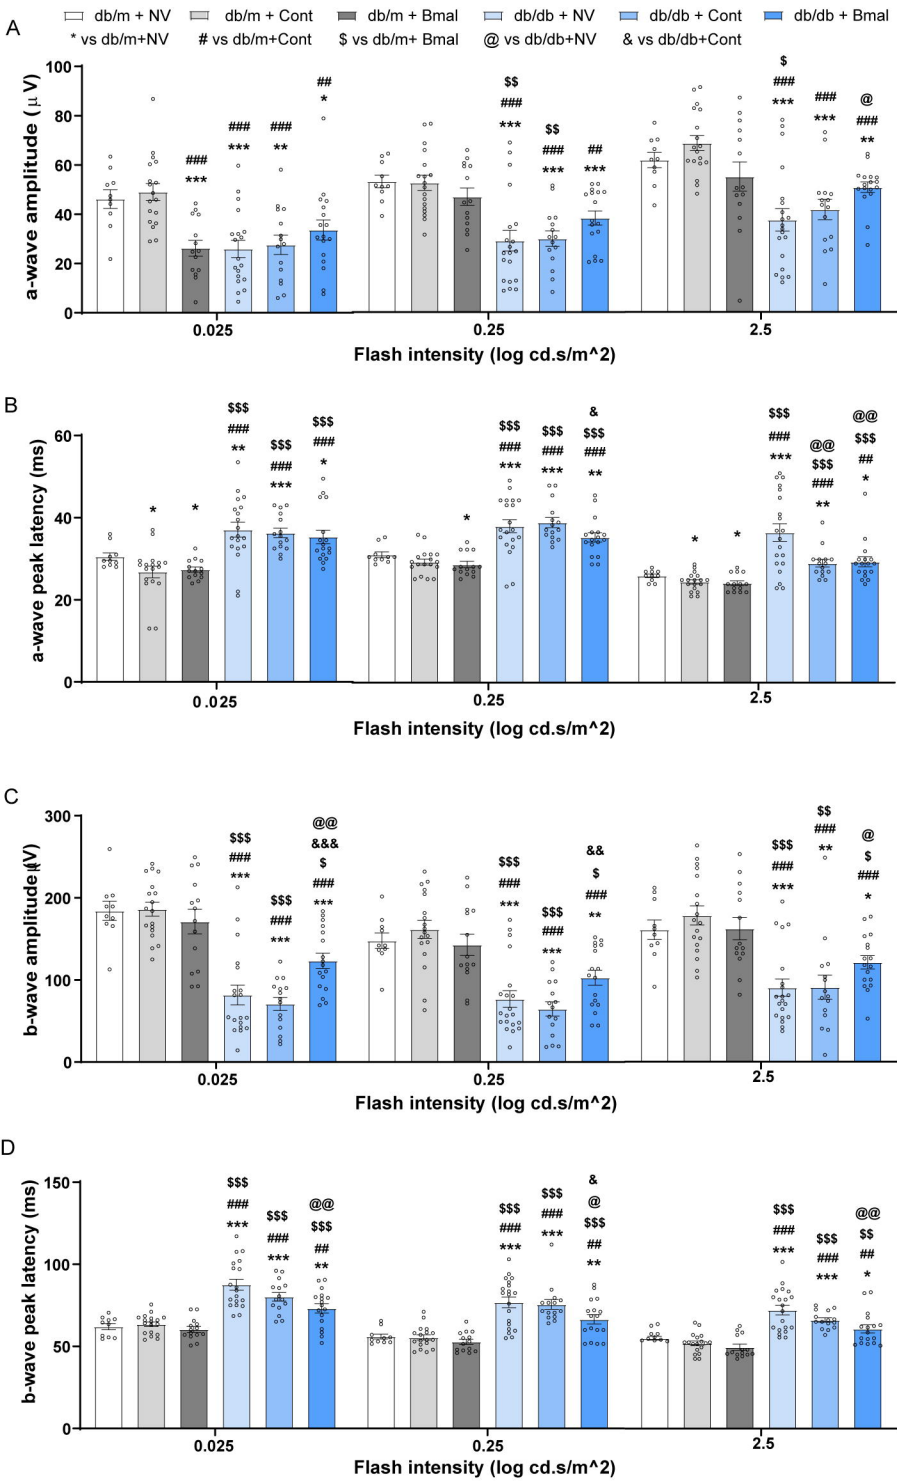 db/m + NV db/m + Cont db/m + Bmal db/db + NV db/db + Cont db/db + Bmal
* vs db/m+NV # vs db/m+Cont $ vs db/m+ Bmal @ vs db/db+NV & vs db/db+Cont
A
a-wave amplitude (μ V)
100
80
60
40
20
0
### ***
### ***
### **
## *
$$ ### ***
$$ ### ***
## ***
$ ### ***
### ***
@ ### **
0.025 0.25 2.5
Flash intensity (log cd.s/m^2)
B
a-wave peak latency (ms)
60
40
20
0
*
*
$$$ ### **
$$$ ### ***
$$$ ### *
*
$$$ ### ***
$$$ ### ***
& $$$ ### **
*
*
$$$ ### ***
@@ $$$ ### **
@@ $$$ ## *
0.025 0.25 2.5
Flash intensity (log cd.s/m^2)
C
b-wave amplitude V)
300
200
100
0
$$$ ### ***
$$$ ### ***
@@ &&& $ ### ***
$$$ ### ***
$$$ ### ***
&& $ ### **
$$$ ### ***
$$ ### **
@ $ ### *
0.025 0.25 2.5
Flash intensity (log cd.s/m^2)
D
b-wave peak latency (ms)
150
100
50
0
$$$ ### ***
$$$ ### ***
@@ $$$ ## **
$$$ ### ***
$$$ ### ***
& @ $$$ ## **
$$$ ### ***
$$$ ### ***
@@ $$ ## *
0.025 0.25 2.5
Flash intensity (log cd.s/m^2)